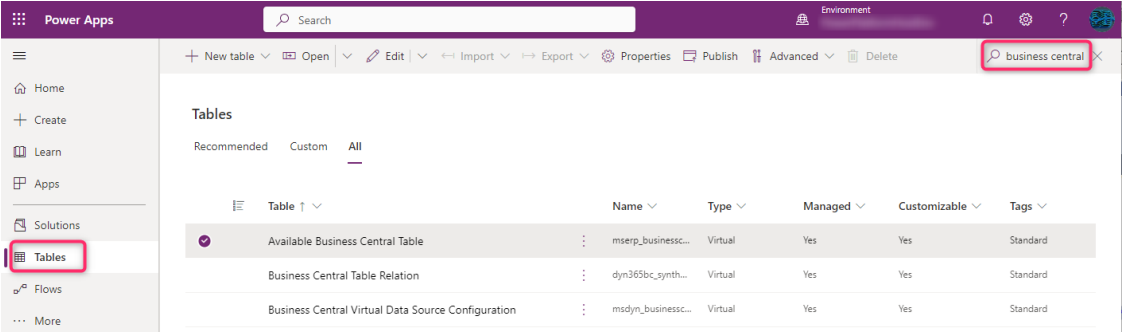 Power Apps
Search
Environment
New table Open Edit Import Export Properties Publish Advanced Delete
business central
Home
Create
Learn
Apps
Solutions
Tables
Flows
More
Tables
Recommended Custom All
Table ↑ Name Type Managed Customizable Tags
Available Business Central Table mserp_businessc... Virtual Yes Yes Standard
Business Central Table Relation dyn365bc_synth... Virtual Yes Yes Standard
Business Central Virtual Data Source Configuration msdyn_businessc... Virtual Yes Yes Standard